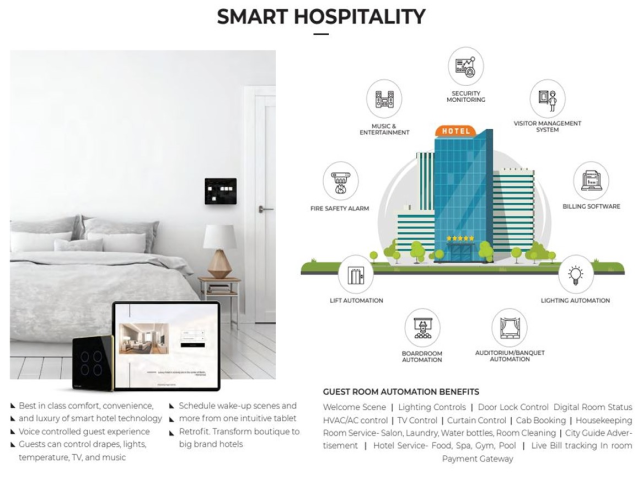 SMART HOSPITALITY
SECURITY
MONITORING
MUSIC &
ENTERTAINMENT
VISITOR MANAGEMENT
SYSTEM
HOTEL
FIRE SAFETY ALARM
BILLING SOFTWARE
LIFT AUTOMATION
LIGHTING AUTOMATION
BOARDROOM
AUTOMATION
AUDITORIUM/BANQUET
AUTOMATION
Best in class comfort, convenience,
and luxury of smart hotel technology
Voice controlled guest experience
Guests can control drapes, lights,
temperature, TV, and music
Schedule wake-up scenes and
more from one intuitive tablet
Retrofit. Transform boutique to
big brand hotels
GUEST ROOM AUTOMATION BENEFITS
Welcome Scene | Lighting Controls | Door Lock Control Digital Room Status
HVAC/AC control | TV Control | Curtain Control | Cab Booking | Housekeeping
Room Service- Salon, Laundry, Water bottles, Room Cleaning | City Guide Adver-
tisement | Hotel Service- Food, Spa, Gym, Pool | Live Bill tracking In room
Payment Gateway